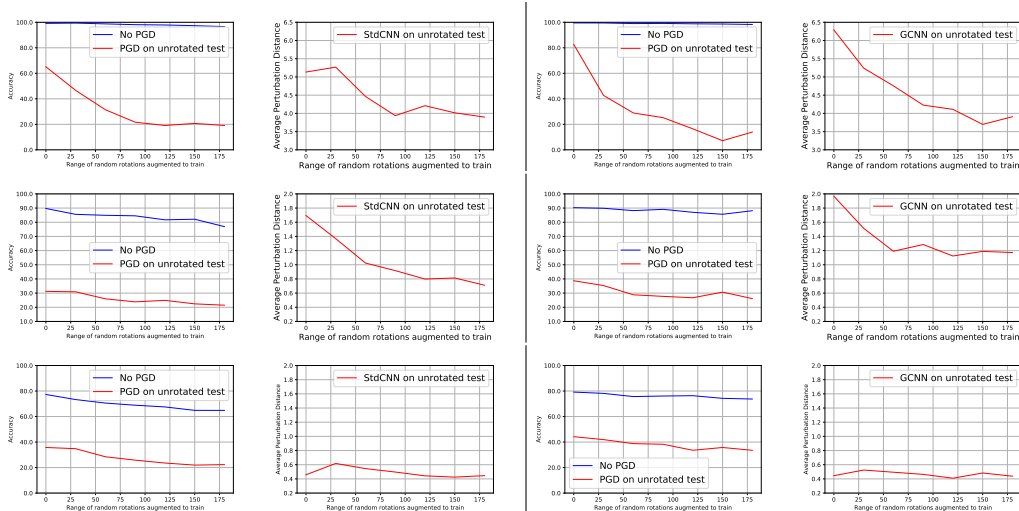 100.0
80.0
60.0
40.0
20.0
0.0
Accuracy
No PGD
PGD on unrotated test
0 25 50 75 100 125 150 175
Range of random rotations augmented to train
6.5
6.0
5.5
5.0
4.5
4.0
3.5
3.0
Average Perturbation Distance
StdCNN on unrotated test
0 25 50 75 100 125 150 175
Range of random rotations augmented to train
100.0
80.0
60.0
40.0
20.0
0.0
Accuracy
No PGD
PGD on unrotated test
0 25 50 75 100 125 150 175
Range of random rotations augmented to train
6.5
6.0
5.5
5.0
4.5
4.0
3.5
3.0
Average Perturbation Distance
GCNN on unrotated test
0 25 50 75 100 125 150 175
Range of random rotations augmented to train
100.0
90.0
80.0
70.0
60.0
50.0
40.0
30.0
20.0
10.0
Accuracy
No PGD
PGD on unrotated test
0 25 50 75 100 125 150 175
Range of random rotations augmented to train
2.0
1.8
1.6
1.4
1.2
1.0
0.8
0.6
0.4
0.2
Average Perturbation Distance
StdCNN on unrotated test
0 25 50 75 100 125 150 175
Range of random rotations augmented to train
100.0
90.0
80.0
70.0
60.0
50.0
40.0
30.0
20.0
10.0
Accuracy
No PGD
PGD on unrotated test
0 25 50 75 100 125 150 175
Range of random rotations augmented to train
2.0
1.8
1.6
1.4
1.2
1.0
0.8
0.6
0.4
0.2
Average Perturbation Distance
GCNN on unrotated test
0 25 50 75 100 125 150 175
Range of random rotations augmented to train
100.0
80.0
60.0
40.0
20.0
0.0
Accuracy
No PGD
PGD on unrotated test
0 25 50 75 100 125 150 175
Range of random rotations augmented to train
2.0
1.8
1.6
1.4
1.2
1.0
0.8
0.6
0.4
0.2
Average Perturbation Distance
StdCNN on unrotated test
0 25 50 75 100 125 150 175
Range of random rotations augmented to train
100.0
80.0
60.0
40.0
20.0
0.0
Accuracy
No PGD
PGD on unrotated test
0 25 50 75 100 125 150 175
Range of random rotations augmented to train
2.0
1.8
1.6
1.4
1.2
1.0
0.8
0.6
0.4
0.2
Average Perturbation Distance
GCNN on unrotated test
0 25 50 75 100 125 150 175
Range of random rotations augmented to train